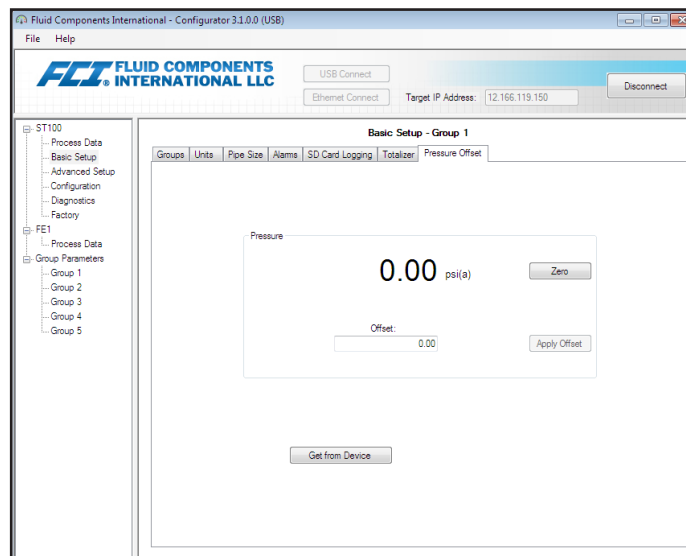 Fluid Components International - Configurator 3.1.0.0 (USB)
File Help
FCI® FLUID COMPONENTS
INTERNATIONAL LLC
USB Connect
Ethernet Connect
Target IP Address: 12.166.119.150
Disconnect
ST100
Process Data
Basic Setup
Advanced Setup
Configuration
Diagnostics
Factory
FE1
Process Data
Group Parameters
Group 1
Group 2
Group 3
Group 4
Group 5
Basic Setup - Group 1
Groups Units Pipe Size Alarms SD Card Logging Totalizer Pressure Offset
Pressure
0.00 psi(a) Zero
Offset:
0.00 Apply Offset
Get from Device